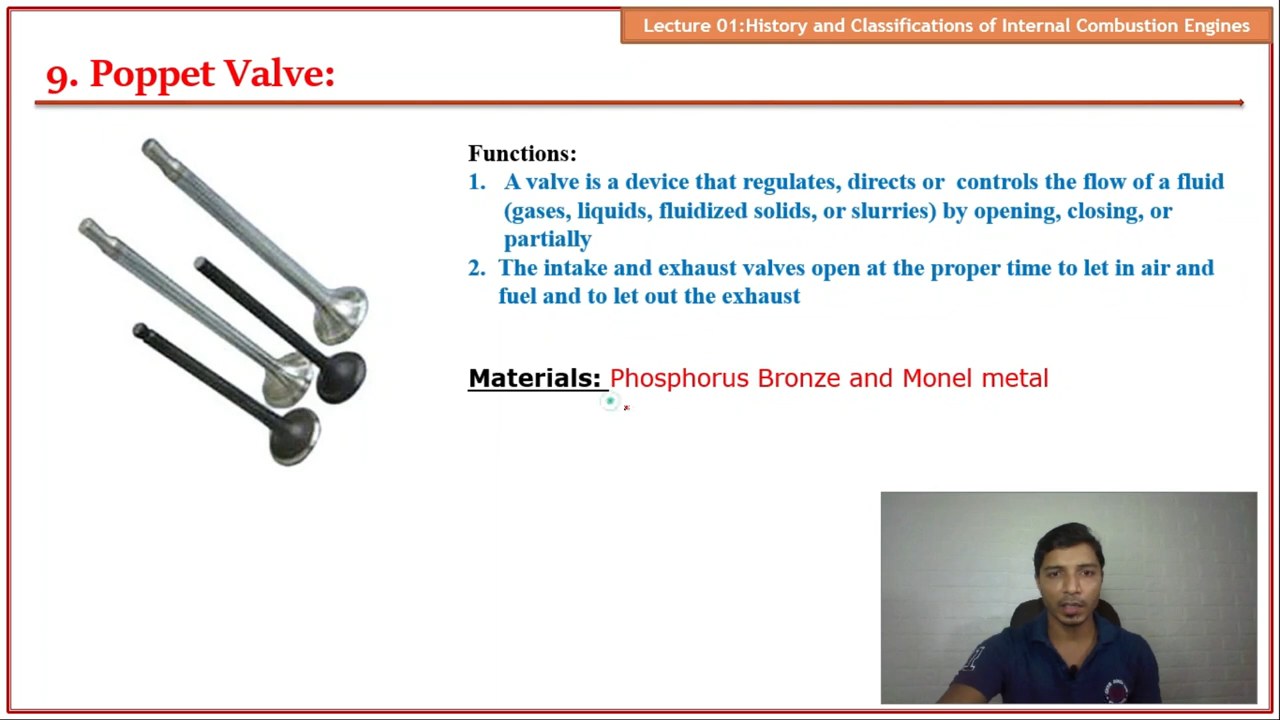 Lecture 01:History and Classifications of Internal Combustion Engines
9. Poppet Valve:
Functions:
1. A valve is a device that regulates, directs or controls the flow of a fluid
(gases, liquids, fluidized solids, or slurries) by opening, closing, or
partially
2. The intake and exhaust valves open at the proper time to let in air and
fuel and to let out the exhaust
Materials: Phosphorus Bronze and Monel metal